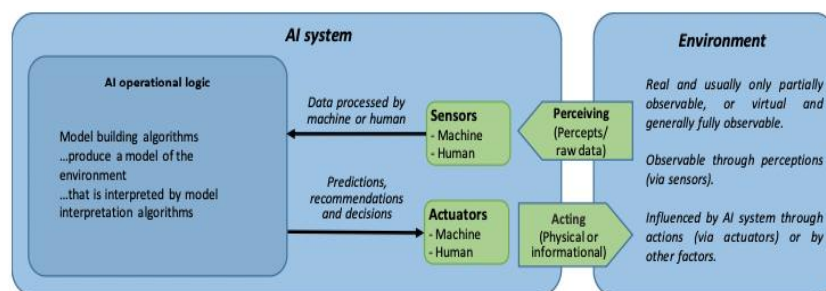 AI system
AI operational logic
Model building algorithms
...produce a model of the
environment
...that is interpreted by model
interpretation algorithms
Data processed by
machine or human
Predictions,
recommendations
and decisions
Sensors
- Machine
- Human
Actuators
- Machine
- Human
Perceiving
(Percepts/
raw data)
Acting
(Physical or
informational)
Environment
Real and usually only partially
observable, or virtual and
generally fully observable.
Observable through perceptions
(via sensors).
Influenced by AI system through
actions (via actuators) or by
other factors.